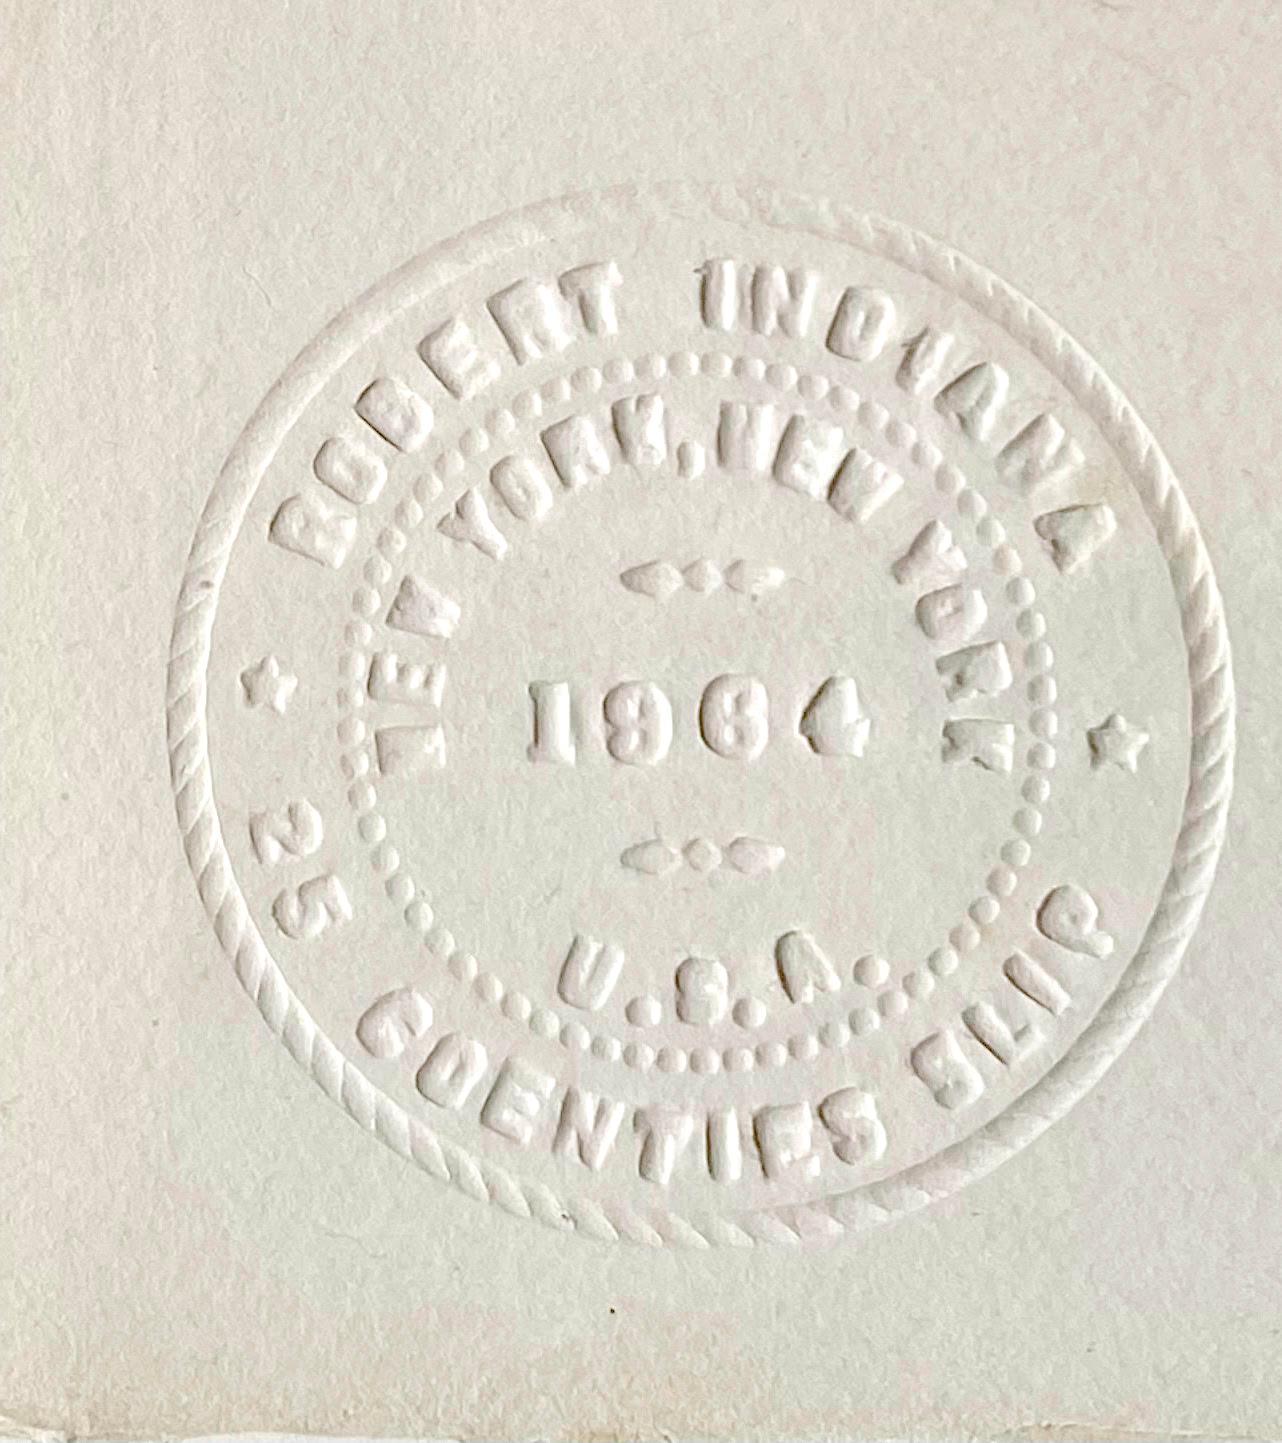 ROBERT INDIANA
NEW YORK, NEW YORK
1964
U.S.A.
25 COENTIES SLIP